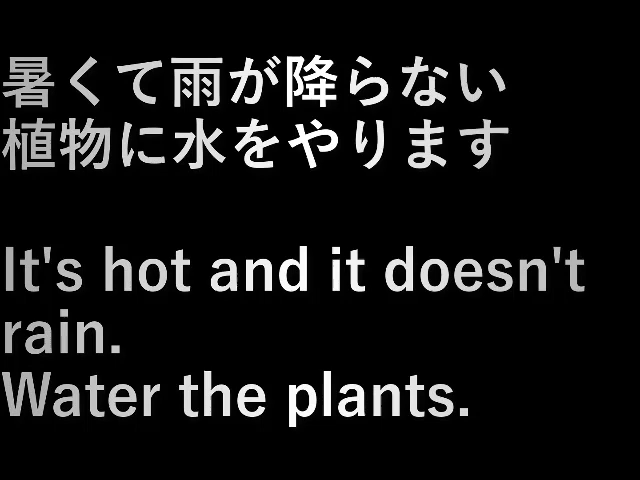 暑くて雨が降らない
植物に水をやります
It's hot and it doesn't
rain.
Water the plants.